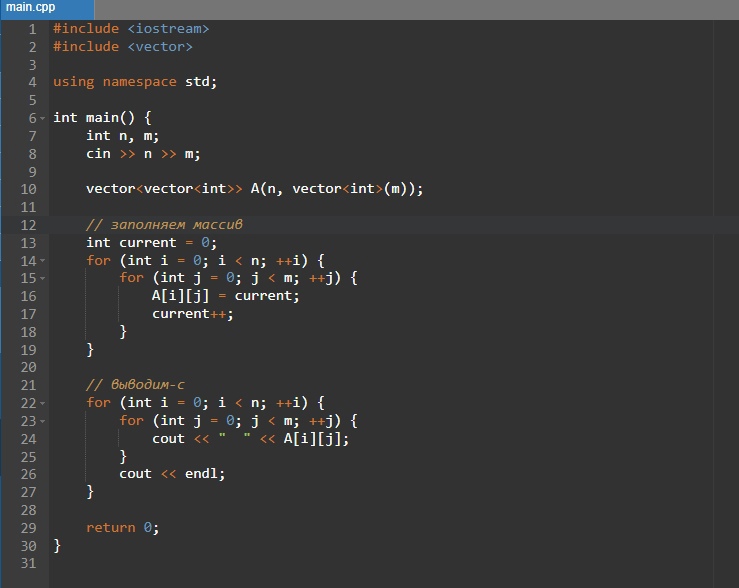 main.cpp
1 #include <iostream>
2 #include <vector>
3
4 using namespace std;
5
6 int main() {
7     int n, m;
8     cin >> n >> m;
9
10     vector<vector<int>> A(n, vector<int>(m));
11
12     // заполняем массив
13     int current = 0;
14     for (int i = 0; i < n; ++i) {
15         for (int j = 0; j < m; ++j) {
16             A[i][j] = current;
17             current++;
18         }
19     }
20
21     // выводим-с
22     for (int i = 0; i < n; ++i) {
23         for (int j = 0; j < m; ++j) {
24             cout << "  " << A[i][j];
25         }
26         cout << endl;
27     }
28
29     return 0;
30 }
31